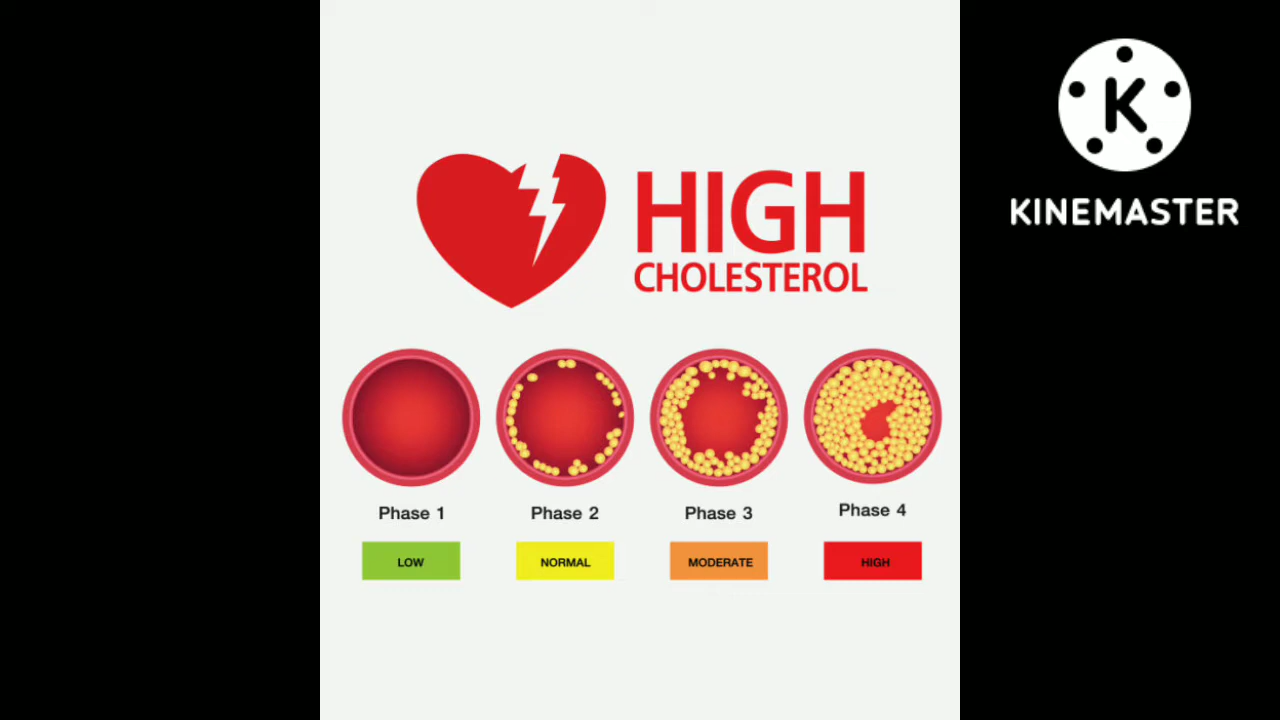 HIGH
CHOLESTEROL
K
KINEMASTER
Phase 1
Phase 2
Phase 3
Phase 4
LOW
NORMAL
MODERATE
HIGH